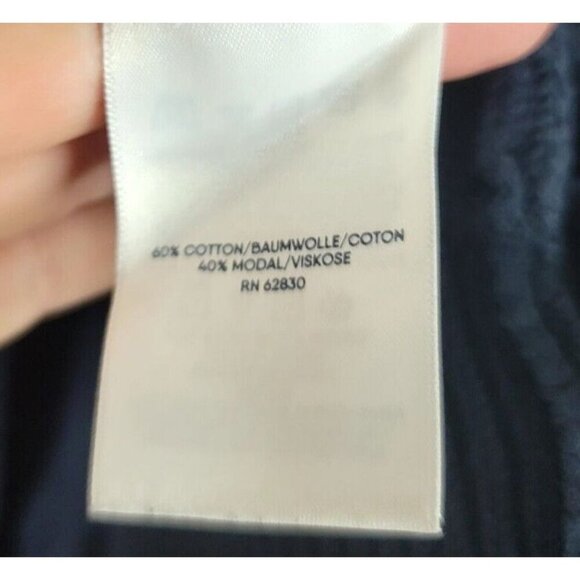 60% COTTON/BAUMWOLLE/COTON
40% MODAL/VISKOSE
RN 62830